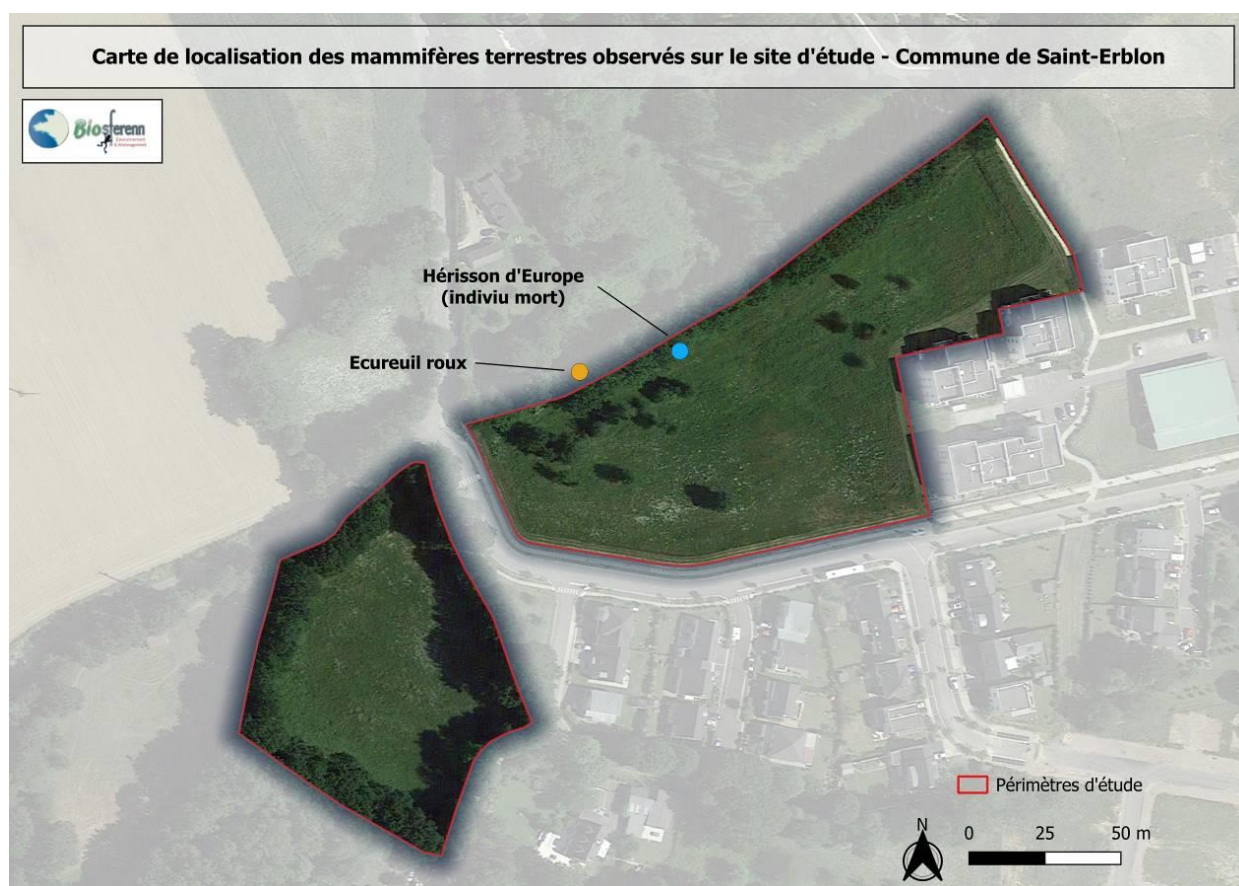 Carte de localisation des mammifères terrestres observés sur le site d'étude - Commune de Saint-Erblon
Biosferenn
Hérisson d'Europe
(indiviu mort)
Ecureuil roux
Périmètres d'étude
N
0 25 50 m